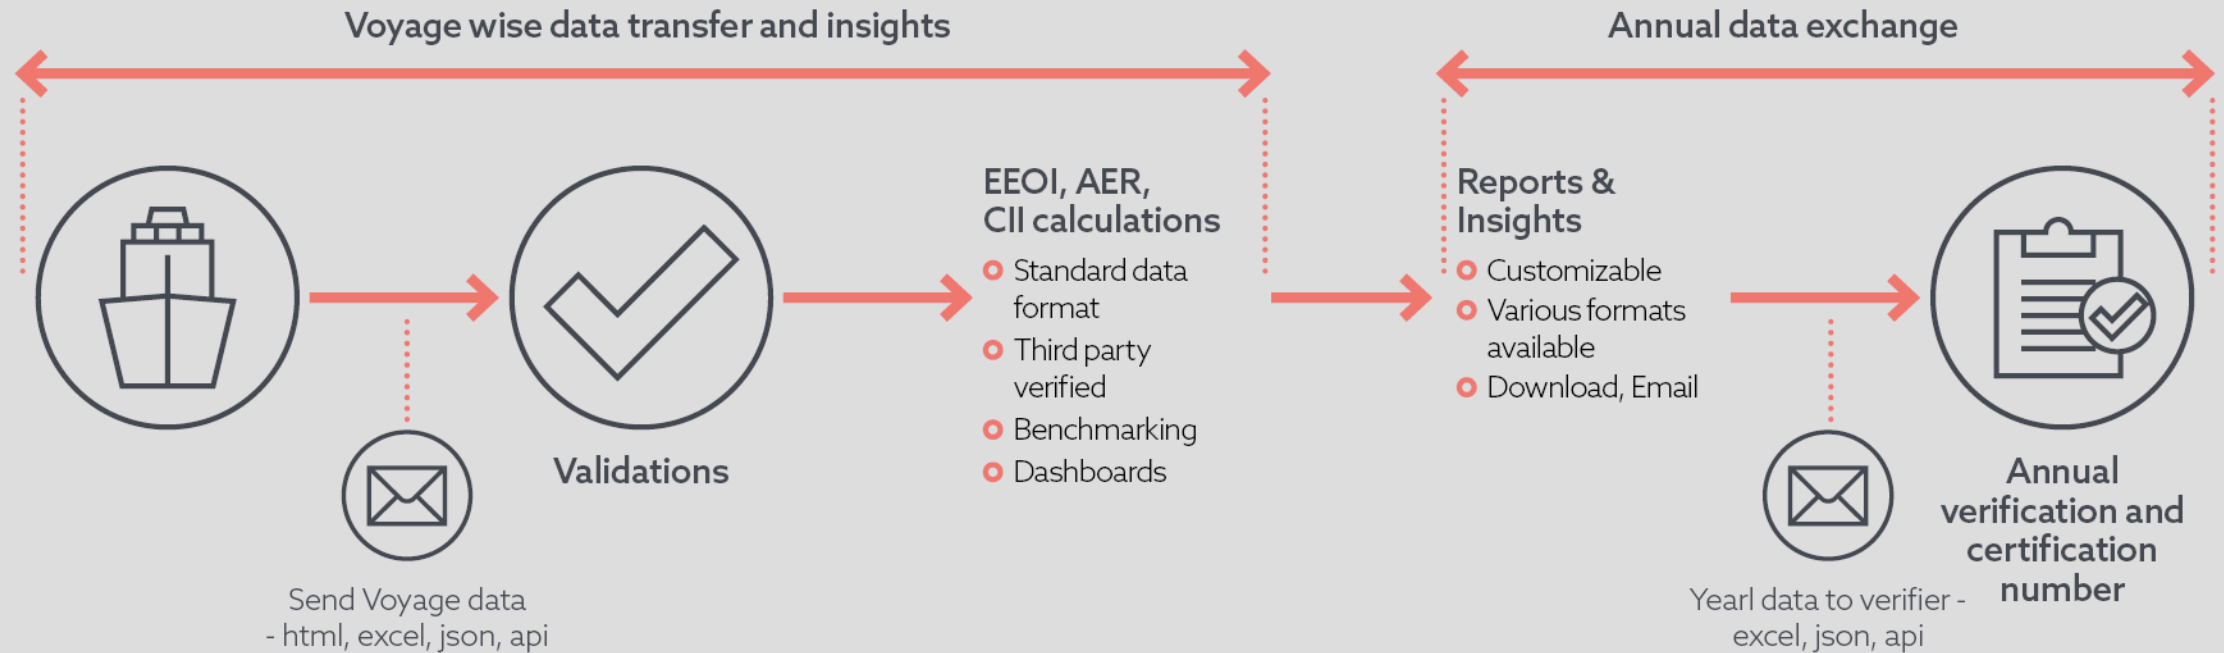 Voyage wise data transfer and insights
Annual data exchange
Send Voyage data
- html, excel, json, api
Validations
EEOI, AER,
CII calculations
Standard data
format
Third party
verified
Benchmarking
Dashboards
Reports &
Insights
Customizable
Various formats
available
Download, Email
Yearl data to verifier -
excel, json, api
Annual
verification and
certification
number